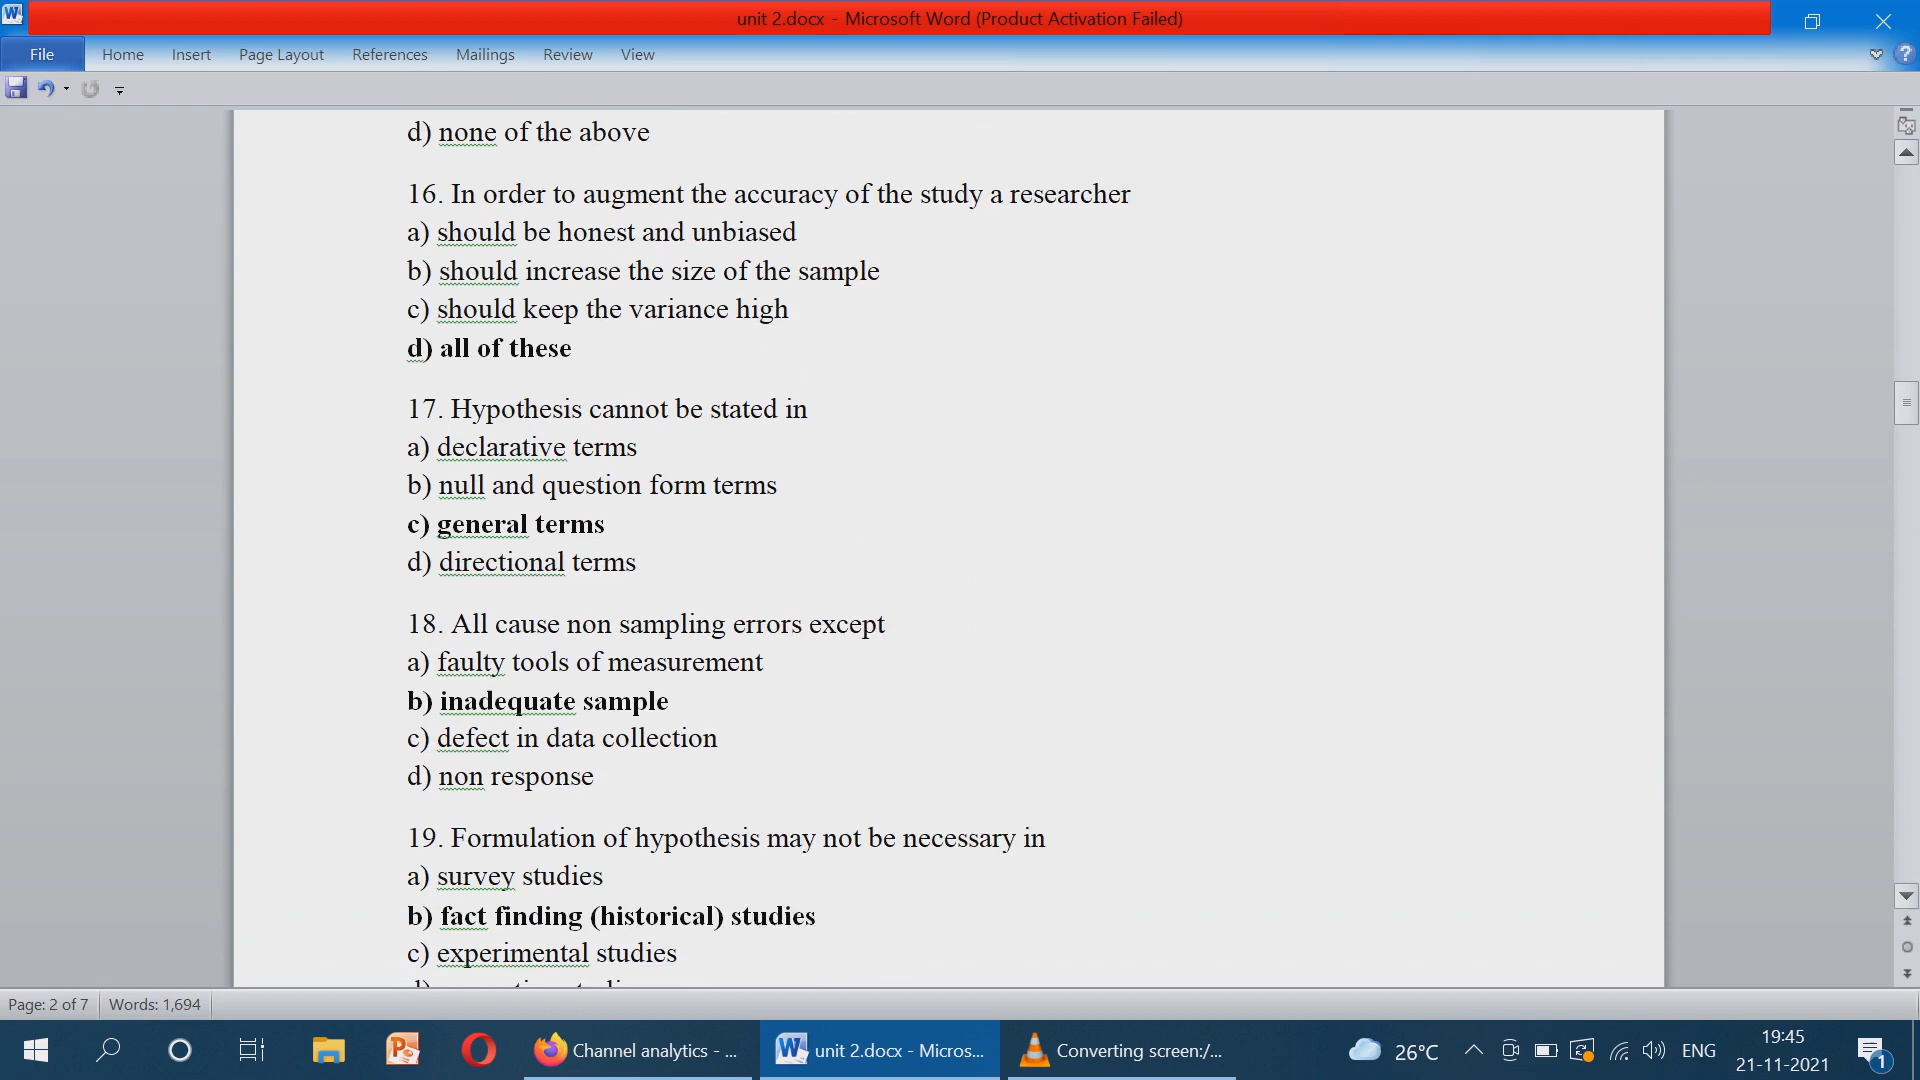 unit 2.docx - Microsoft Word (Product Activation Failed)
File Home Insert Page Layout References Mailings Review View
d) none of the above
16. In order to augment the accuracy of the study a researcher
a) should be honest and unbiased
b) should increase the size of the sample
c) should keep the variance high
d) all of these
17. Hypothesis cannot be stated in
a) declarative terms
b) null and question form terms
c) general terms
d) directional terms
18. All cause non sampling errors except
a) faulty tools of measurement
b) inadequate sample
c) defect in data collection
d) non response
19. Formulation of hypothesis may not be necessary in
a) survey studies
b) fact finding (historical) studies
c) experimental studies
Page: 2 of 7 Words: 1,694
Channel analytics - ... unit 2.docx - Micros... Converting screen:/... 26°C ENG 19:45
21-11-2021 1